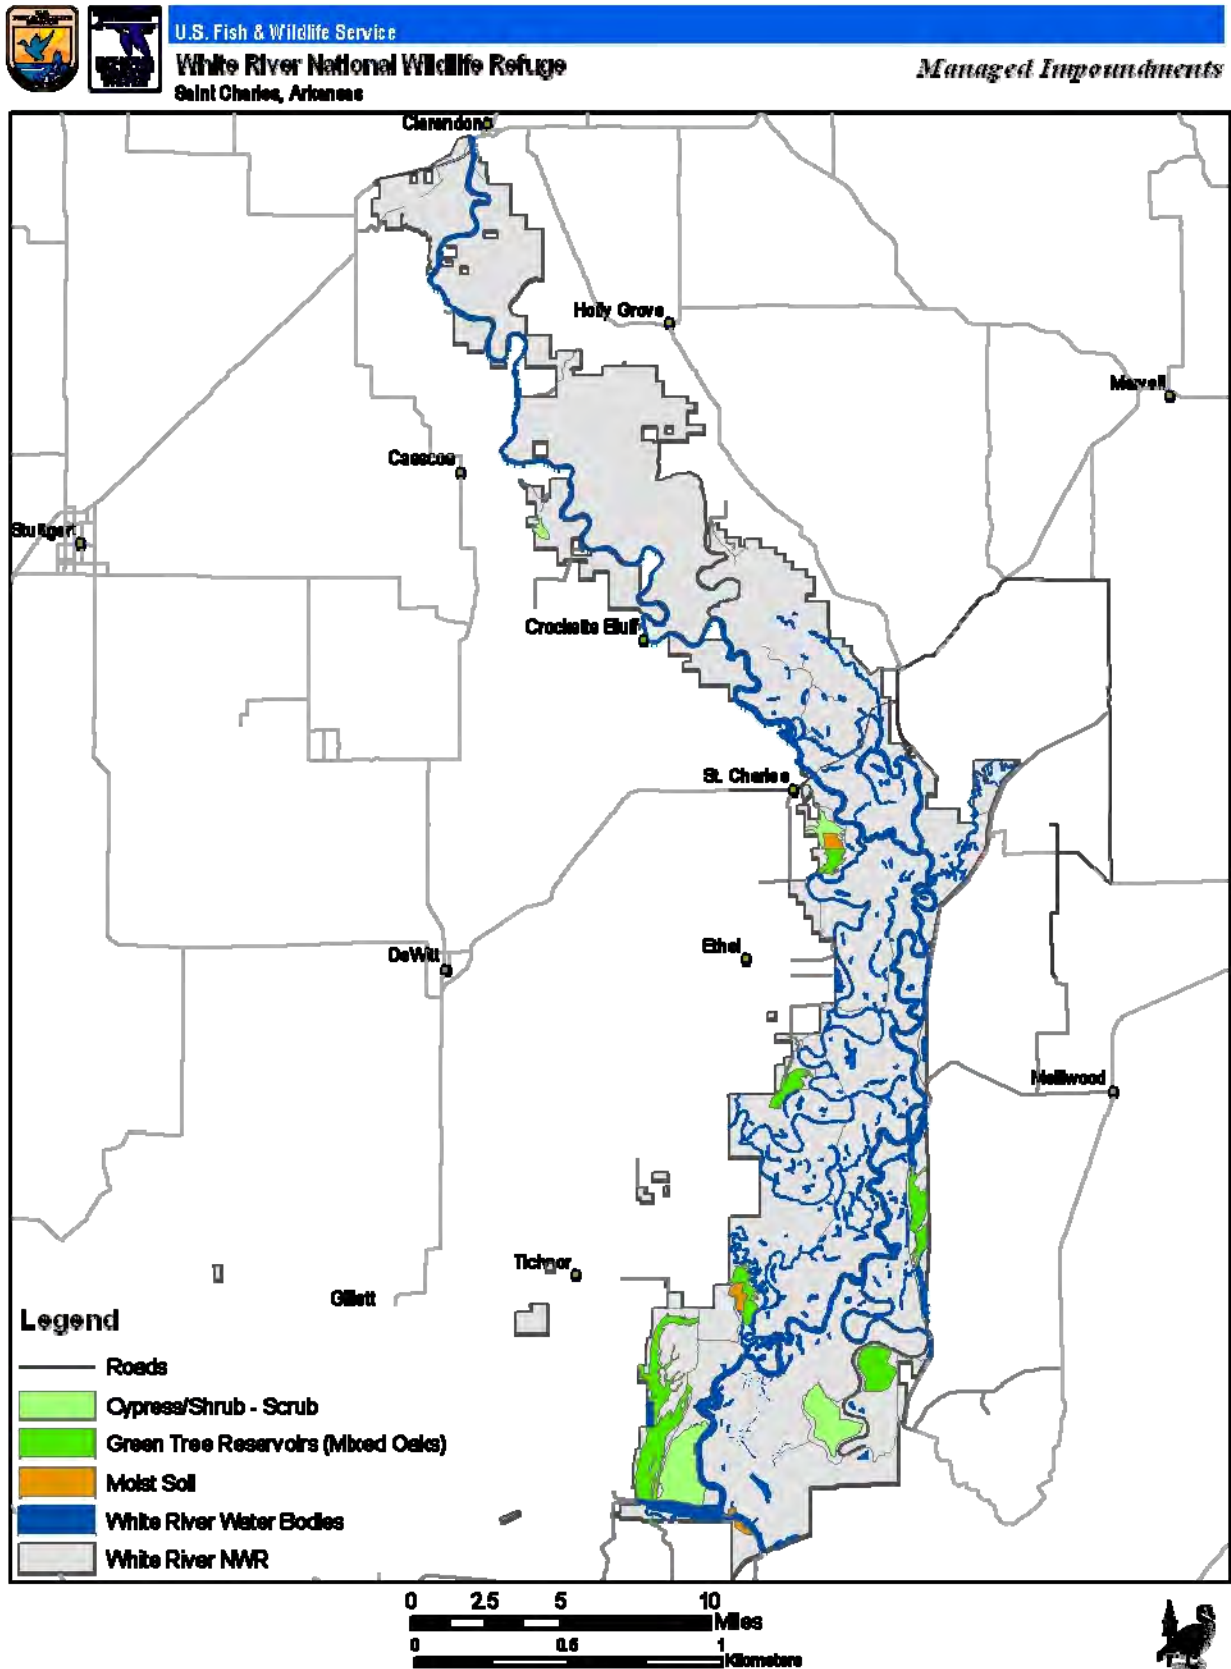 U.S. Fish & Wildlife Service
White River National Wildlife Refuge
Saint Charles, Arkansas
Managed Impoundments
Clarendon
Holly Grove
Marvell
Casscoe
Stuttgart
Crocketts Bluff
St. Charles
Ethel
DeWitt
Mellwood
Tichnor
Gillett
Legend
Roads
Cypress/Shrub - Scrub
Green Tree Reservoirs (Mixed Oaks)
Moist Soil
White River Water Bodies
White River NWR
0 2.5 5 10
Miles
0 0.5 1
Kilometers